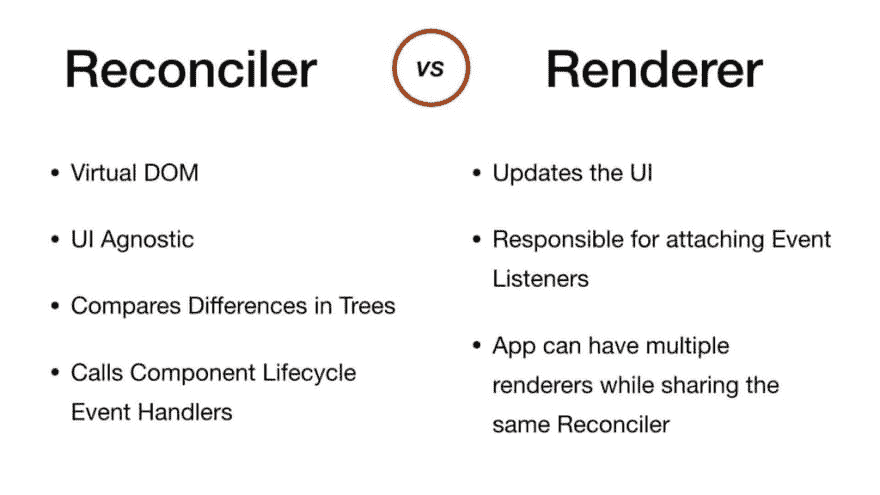 Reconciler
vs
Renderer
• Virtual DOM
• UI Agnostic
• Compares Differences in Trees
• Calls Component Lifecycle
Event Handlers
• Updates the UI
• Responsible for attaching Event
Listeners
• App can have multiple
renderers while sharing the
same Reconciler